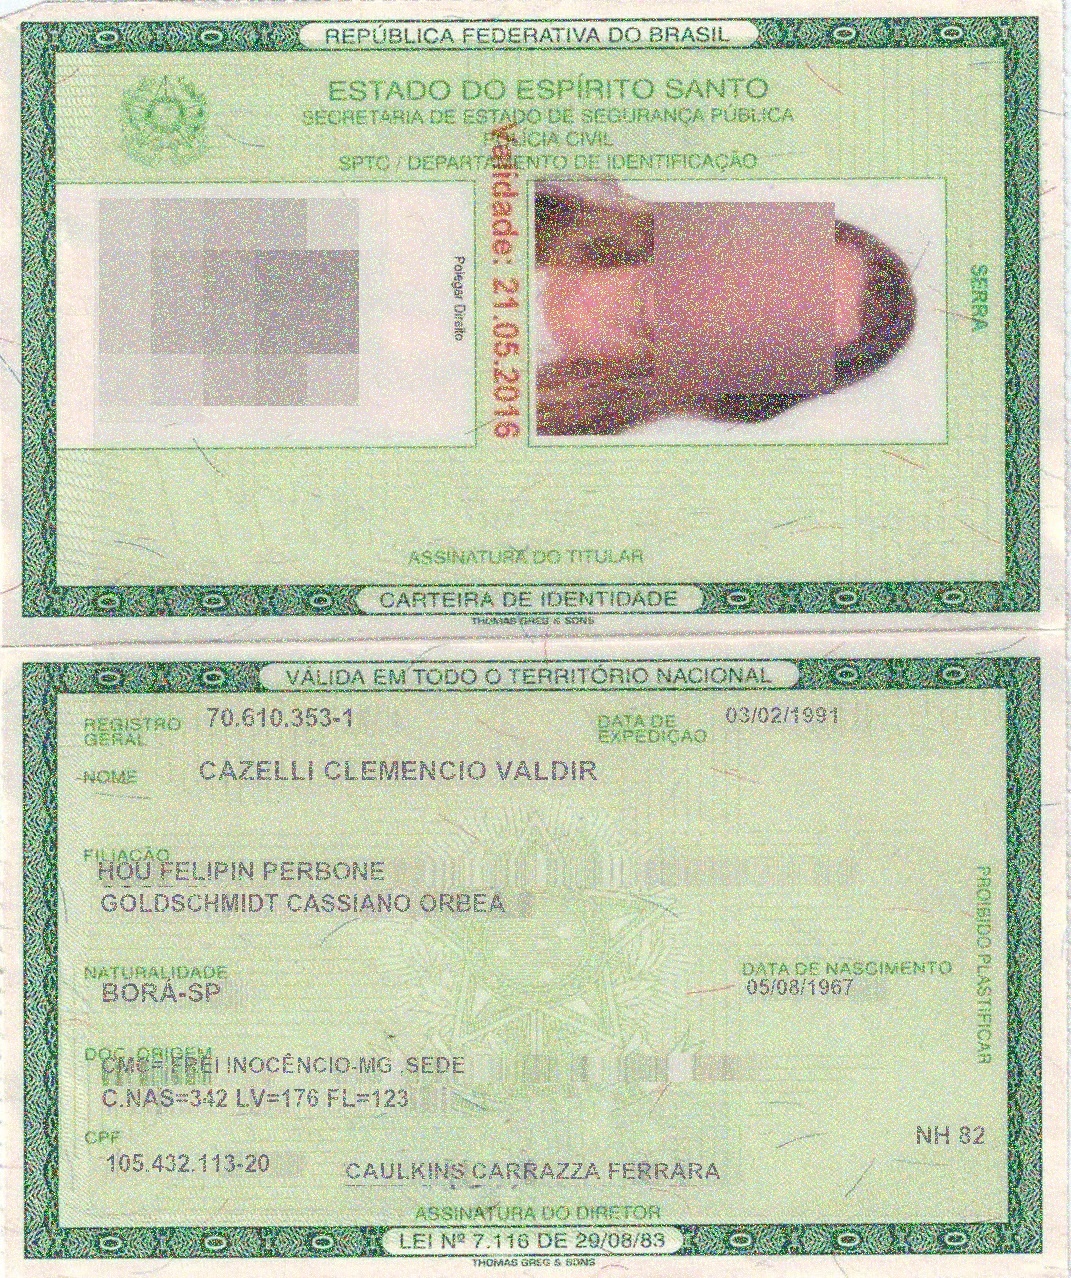 REPÚBLICA FEDERATIVA DO BRASIL
ESTADO DO ESPÍRITO SANTO
SECRETARIA DE ESTADO DE SEGURANÇA PÚBLICA
POLÍCIA CIVIL
SPTC / DEPARTAMENTO DE IDENTIFICAÇÃO
Polegar Direito
Validade: 21.05.2016
SERRA
ASSINATURA DO TITULAR
CARTEIRA DE IDENTIDADE
THOMAS GREG & SONS
VÁLIDA EM TODO O TERRITÓRIO NACIONAL
REGISTRO GERAL 70.610.353-1 DATA DE EXPEDIÇÃO 03/02/1991
NOME CAZELLI CLEMENCIO VALDIR
FILIAÇÃO
HOU FELIPIN PERBONE
GOLDSCHMIDT CASSIANO ORBEA
NATURALIDADE DATA DE NASCIMENTO
BORÁ-SP 05/08/1967
PROIBIDO PLASTIFICAR
DOC. ORIGEM
CMC= FREI INOCÊNCIO-MG ,SEDE
C.NAS=342 LV=176 FL=123
CPF NH 82
105.432.113-20
CAULKINS CARRAZZA FERRARA
ASSINATURA DO DIRETOR
LEI Nº 7.116 DE 29/08/83
THOMAS GREG & SONS